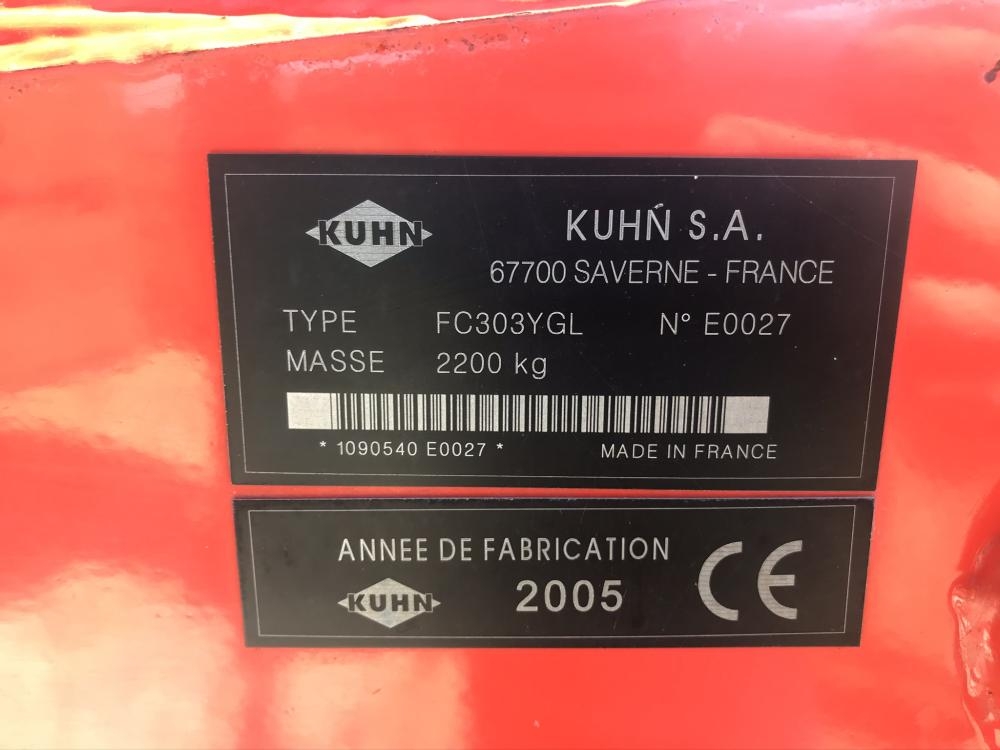 KUHN
KUHN S.A.
67700 SAVERNE - FRANCE
TYPE FC303YGL N° E0027
MASSE 2200 kg
* 1090540 E0027 * MADE IN FRANCE
ANNEE DE FABRICATION
KUHN 2005 CE